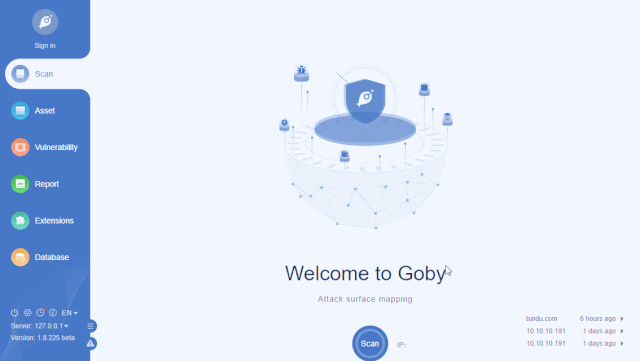 Sign in
Scan
Asset
Vulnerability
Report
Extensions
Database
EN
Server: 127.0.0.1
Version: 1.8.225 beta
Welcome to Goby
Attack surface mapping
Scan
IP:
baidu.com 6 hours ago
10.10.10.191 1 days ago
10.10.10.191 1 days ago